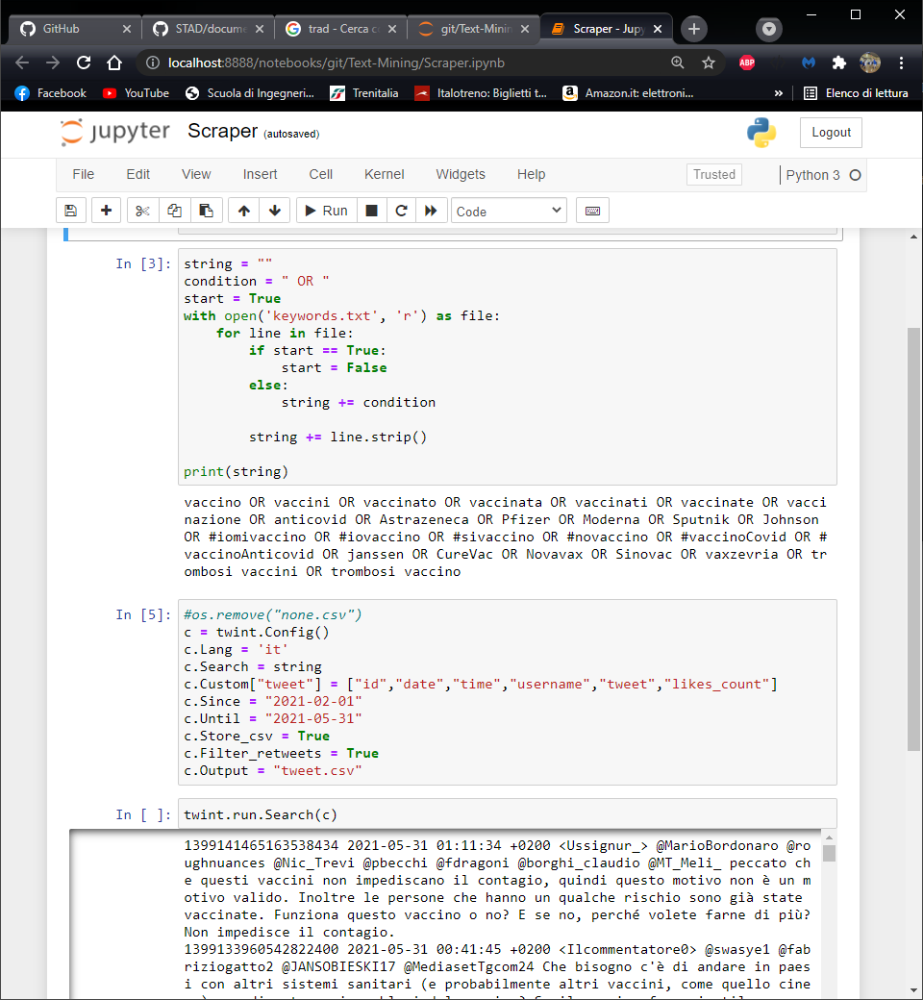 GitHub
STAD/docume
trad - Cerca c
git/Text-Minin
Scraper - Jupy
localhost:8888/notebooks/git/Text-Mining/Scraper.ipynb
ABP
Facebook
YouTube
Scuola di Ingegneri...
Trenitalia
Italotreno: Biglietti t...
Amazon.it: elettroni...
»
Elenco di lettura
jupyter Scraper (autosaved)
Logout
File Edit View Insert Cell Kernel Widgets Help
Trusted
Python 3
Run
Code
In [3]:
string = ""
condition = " OR "
start = True
with open('keywords.txt', 'r') as file:
    for line in file:
        if start == True:
            start = False
        else:
            string += condition
        string += line.strip()
print(string)
vaccino OR vaccini OR vaccinato OR vaccinata OR vaccinati OR vaccinate OR vacci
nazione OR anticovid OR Astrazeneca OR Pfizer OR Moderna OR Sputnik OR Johnson
OR #iomivaccino OR #iovaccino OR #sivaccino OR #novaccino OR #vaccinoCovid OR #
vaccinoAnticovid OR janssen OR CureVac OR Novavax OR Sinovac OR vaxzevria OR tr
ombosi vaccini OR trombosi vaccino
In [5]:
#os.remove("none.csv")
c = twint.Config()
c.Lang = 'it'
c.Search = string
c.Custom["tweet"] = ["id","date","time","username","tweet","likes_count"]
c.Since = "2021-02-01"
c.Until = "2021-05-31"
c.Store_csv = True
c.Filter_retweets = True
c.Output = "tweet.csv"
In [ ]:
twint.run.Search(c)
1399141465163538434 2021-05-31 01:11:34 +0200 <Ussignur_> @MarioBordonaro @ro
ughnuances @Nic_Trevi @pbecchi @fdragoni @borghi_claudio @MT_Meli_ peccato ch
e questi vaccini non impediscano il contagio, quindi questo motivo non è un m
otivo valido. Inoltre le persone che hanno un qualche rischio sono già state
vaccinate. Funziona questo vaccino o no? E se no, perché volete farne di più?
Non impedisce il contagio.
1399133960542822400 2021-05-31 00:41:45 +0200 <Ilcommentatore0> @swasye1 @fab
riziogatto2 @JANSOBIESKI17 @MediasetTgcom24 Che bisogno c'è di andare in paes
i con altri sistemi sanitari (e probabilmente altri vaccini, come quello cine